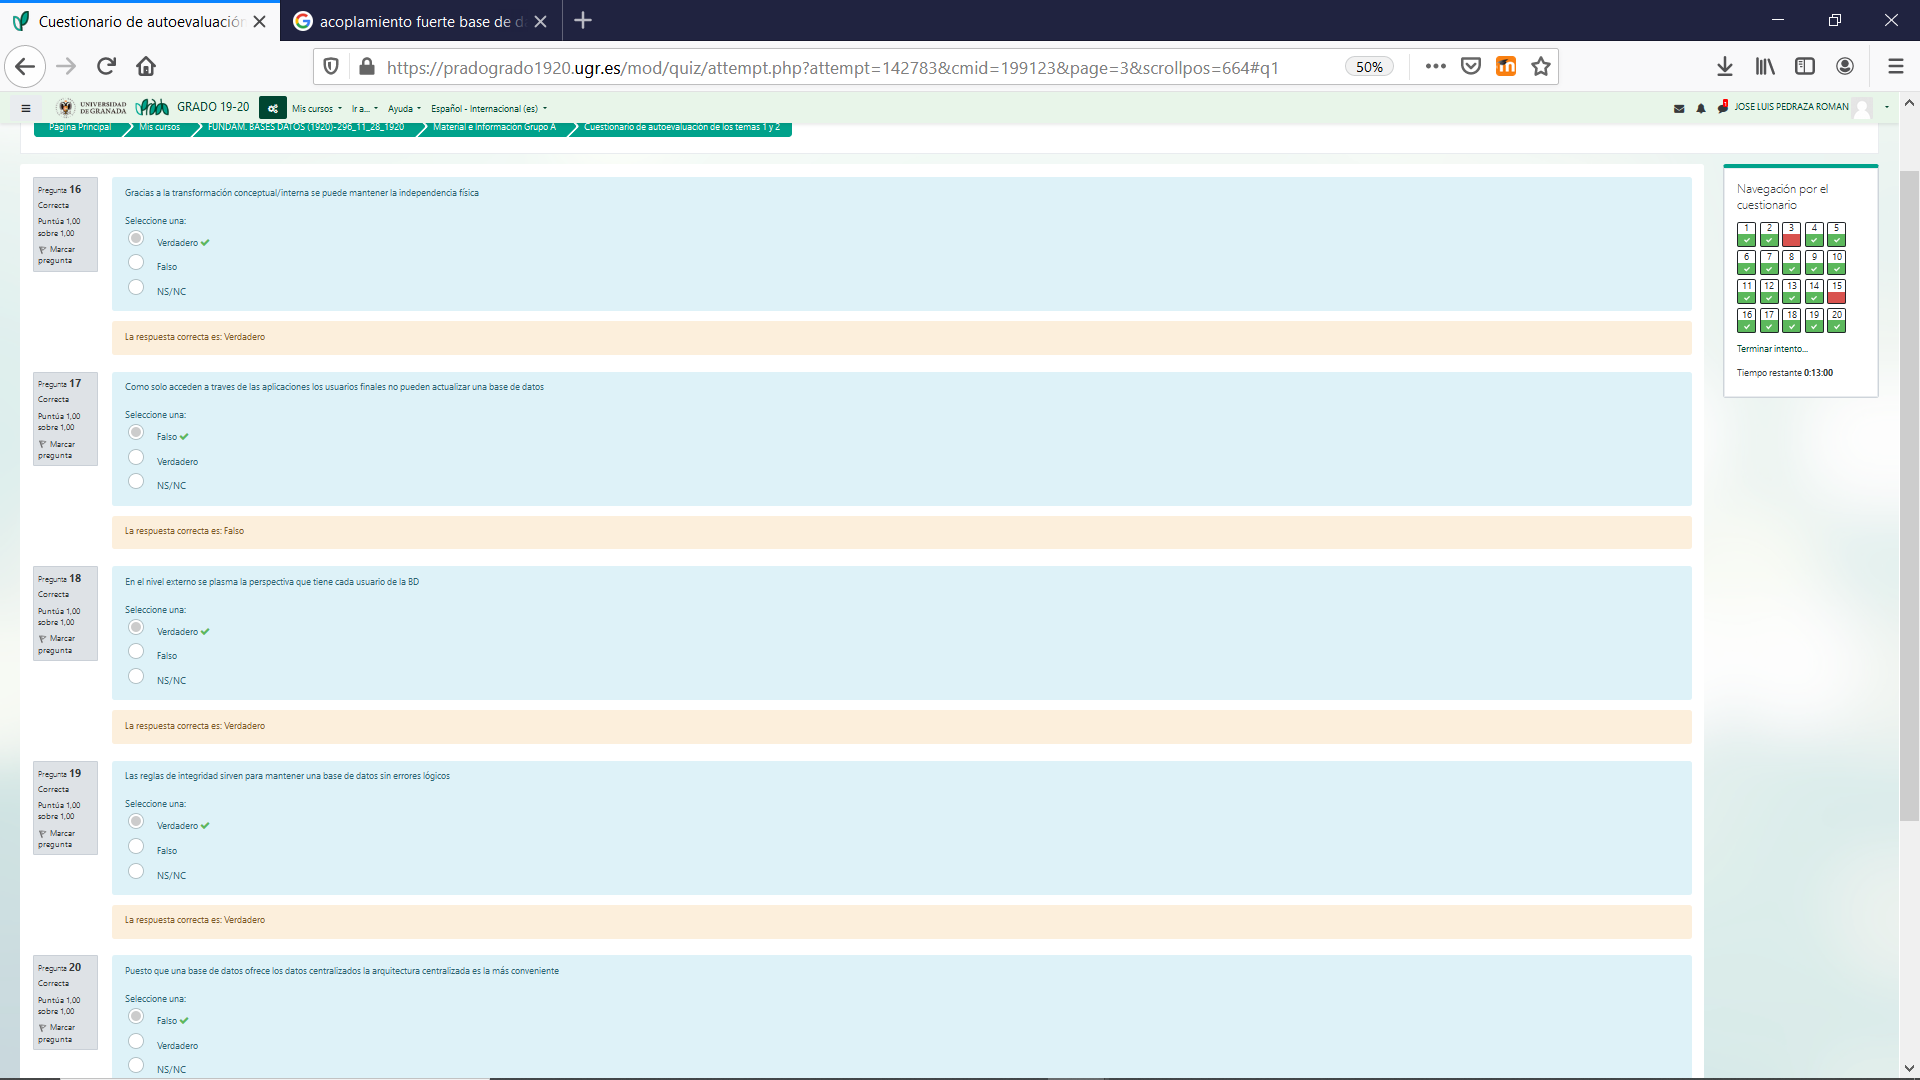 Cuestionario de autoevaluación
acoplamiento fuerte base de d
https://pradogrado1920.ugr.es/mod/quiz/attempt.php?attempt=142783&cmid=199123&page=3&scrollpos=664#q1
50%
UNIVERSIDAD DE GRANADA
GRADO 19-20
Mis cursos
Ir a...
Ayuda
Español - Internacional (es)
JOSE LUIS PEDRAZA ROMAN
Página Principal
Mis cursos
FUNDAM. BASES DATOS (1920)-296_11_28_1920
Material e Información Grupo A
Cuestionario de autoevaluación de los temas 1 y 2
Pregunta 16
Correcta
Puntúa 1,00
sobre 1,00
Marcar
pregunta
Gracias a la transformación conceptual/interna se puede mantener la independencia física
Seleccione una:
Verdadero
Falso
NS/NC
La respuesta correcta es: Verdadero
Pregunta 17
Correcta
Puntúa 1,00
sobre 1,00
Marcar
pregunta
Como solo acceden a traves de las aplicaciones los usuarios finales no pueden actualizar una base de datos
Seleccione una:
Falso
Verdadero
NS/NC
La respuesta correcta es: Falso
Pregunta 18
Correcta
Puntúa 1,00
sobre 1,00
Marcar
pregunta
En el nivel externo se plasma la perspectiva que tiene cada usuario de la BD
Seleccione una:
Verdadero
Falso
NS/NC
La respuesta correcta es: Verdadero
Pregunta 19
Correcta
Puntúa 1,00
sobre 1,00
Marcar
pregunta
Las reglas de integridad sirven para mantener una base de datos sin errores lógicos
Seleccione una:
Verdadero
Falso
NS/NC
La respuesta correcta es: Verdadero
Pregunta 20
Correcta
Puntúa 1,00
sobre 1,00
Marcar
pregunta
Puesto que una base de datos ofrece los datos centralizados la arquitectura centralizada es la más conveniente
Seleccione una:
Falso
Verdadero
NS/NC
Navegación por el
cuestionario
1 2 3 4 5
6 7 8 9 10
11 12 13 14 15
16 17 18 19 20
Terminar intento...
Tiempo restante 0:13:00